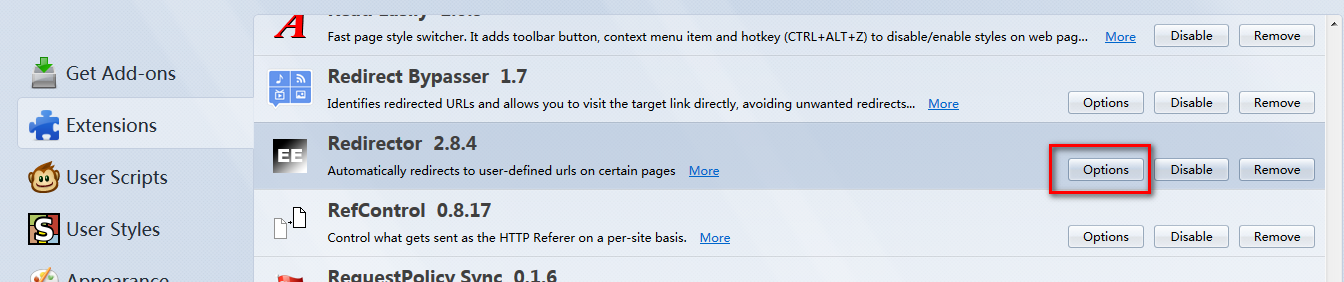 Get Add-ons
Extensions
User Scripts
User Styles
Appearance
Read Easily
Fast page style switcher. It adds toolbar button, context menu item and hotkey (CTRL+ALT+Z) to disable/enable styles on web pag... More Disable Remove
Redirect Bypasser 1.7
Identifies redirected URLs and allows you to visit the target link directly, avoiding unwanted redirects... More Options Disable Remove
Redirector 2.8.4
Automatically redirects to user-defined urls on certain pages More Options Disable Remove
RefControl 0.8.17
Control what gets sent as the HTTP Referer on a per-site basis. More Options Disable Remove
RequestPolicy Sync 0.1.6